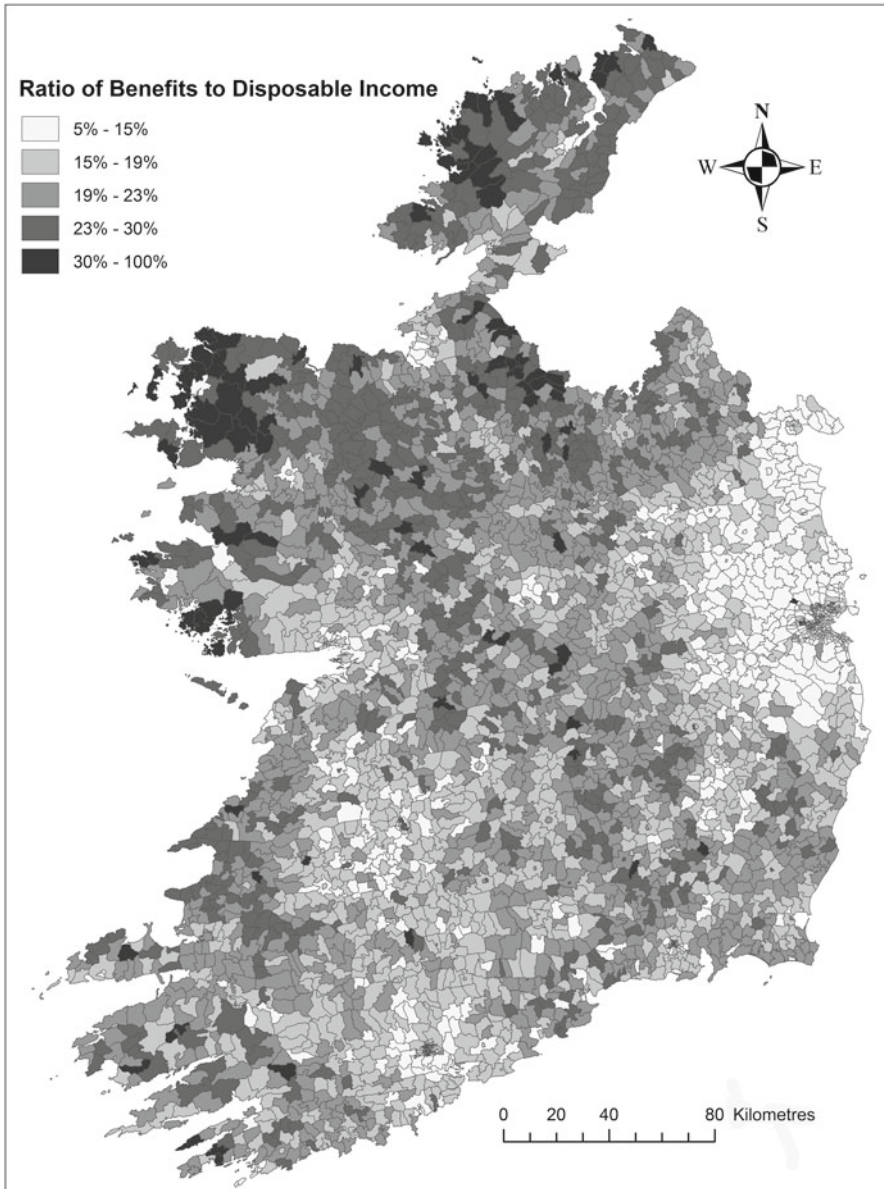 Ratio of Benefits to Disposable Income
5% - 15%
15% - 19%
19% - 23%
23% - 30%
30% - 100%
N
W E
S
0 20 40 80 Kilometres